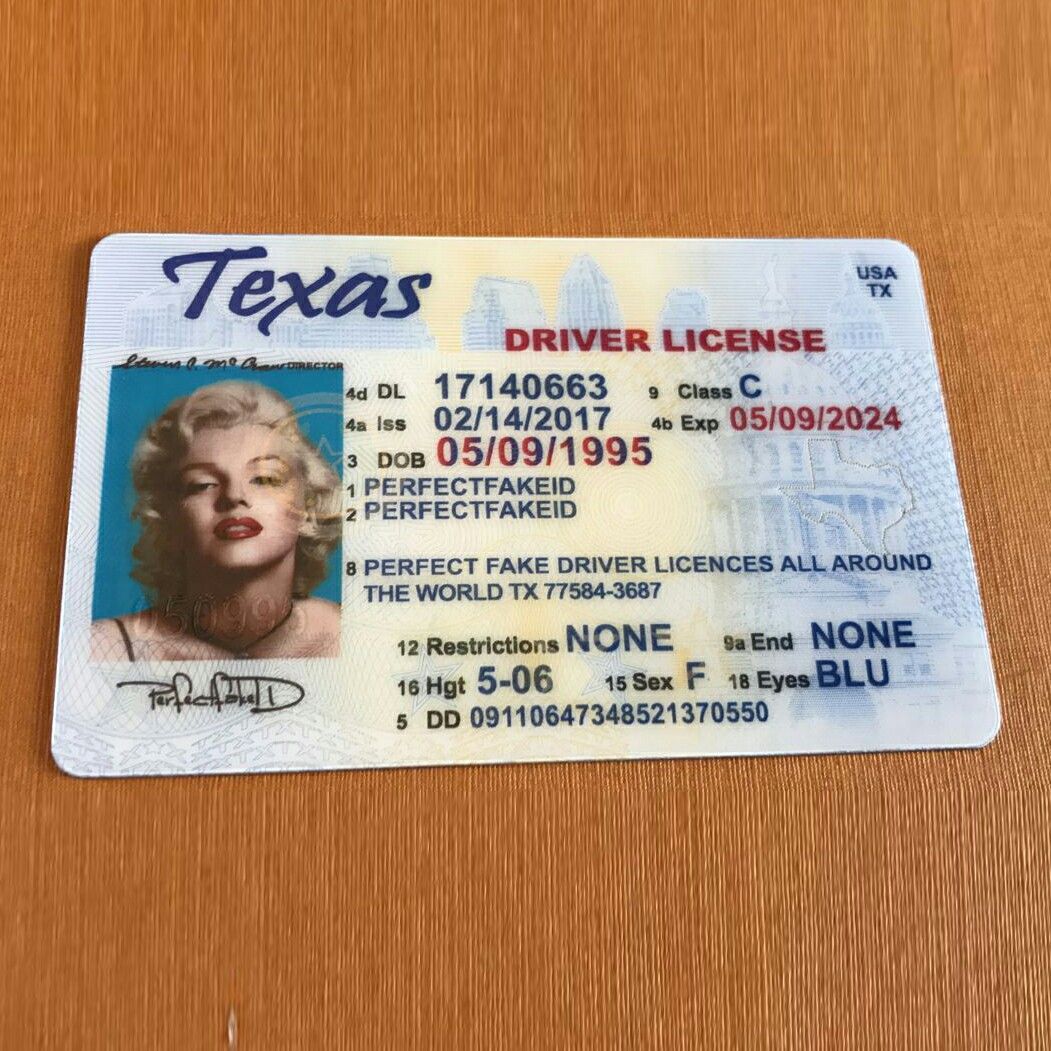 Texas
USA
TX
DRIVER LICENSE
DIRECTOR
4d DL 17140663 9 Class C
4a Iss 02/14/2017 4b Exp 05/09/2024
3 DOB 05/09/1995
1 PERFECTFAKEID
2 PERFECTFAKEID
8 PERFECT FAKE DRIVER LICENCES ALL AROUND
THE WORLD TX 77584-3687
12 Restrictions NONE 9a End NONE
16 Hgt 5-06 15 Sex F 18 Eyes BLU
PerfectfakeID
5 DD 09110647348521370550